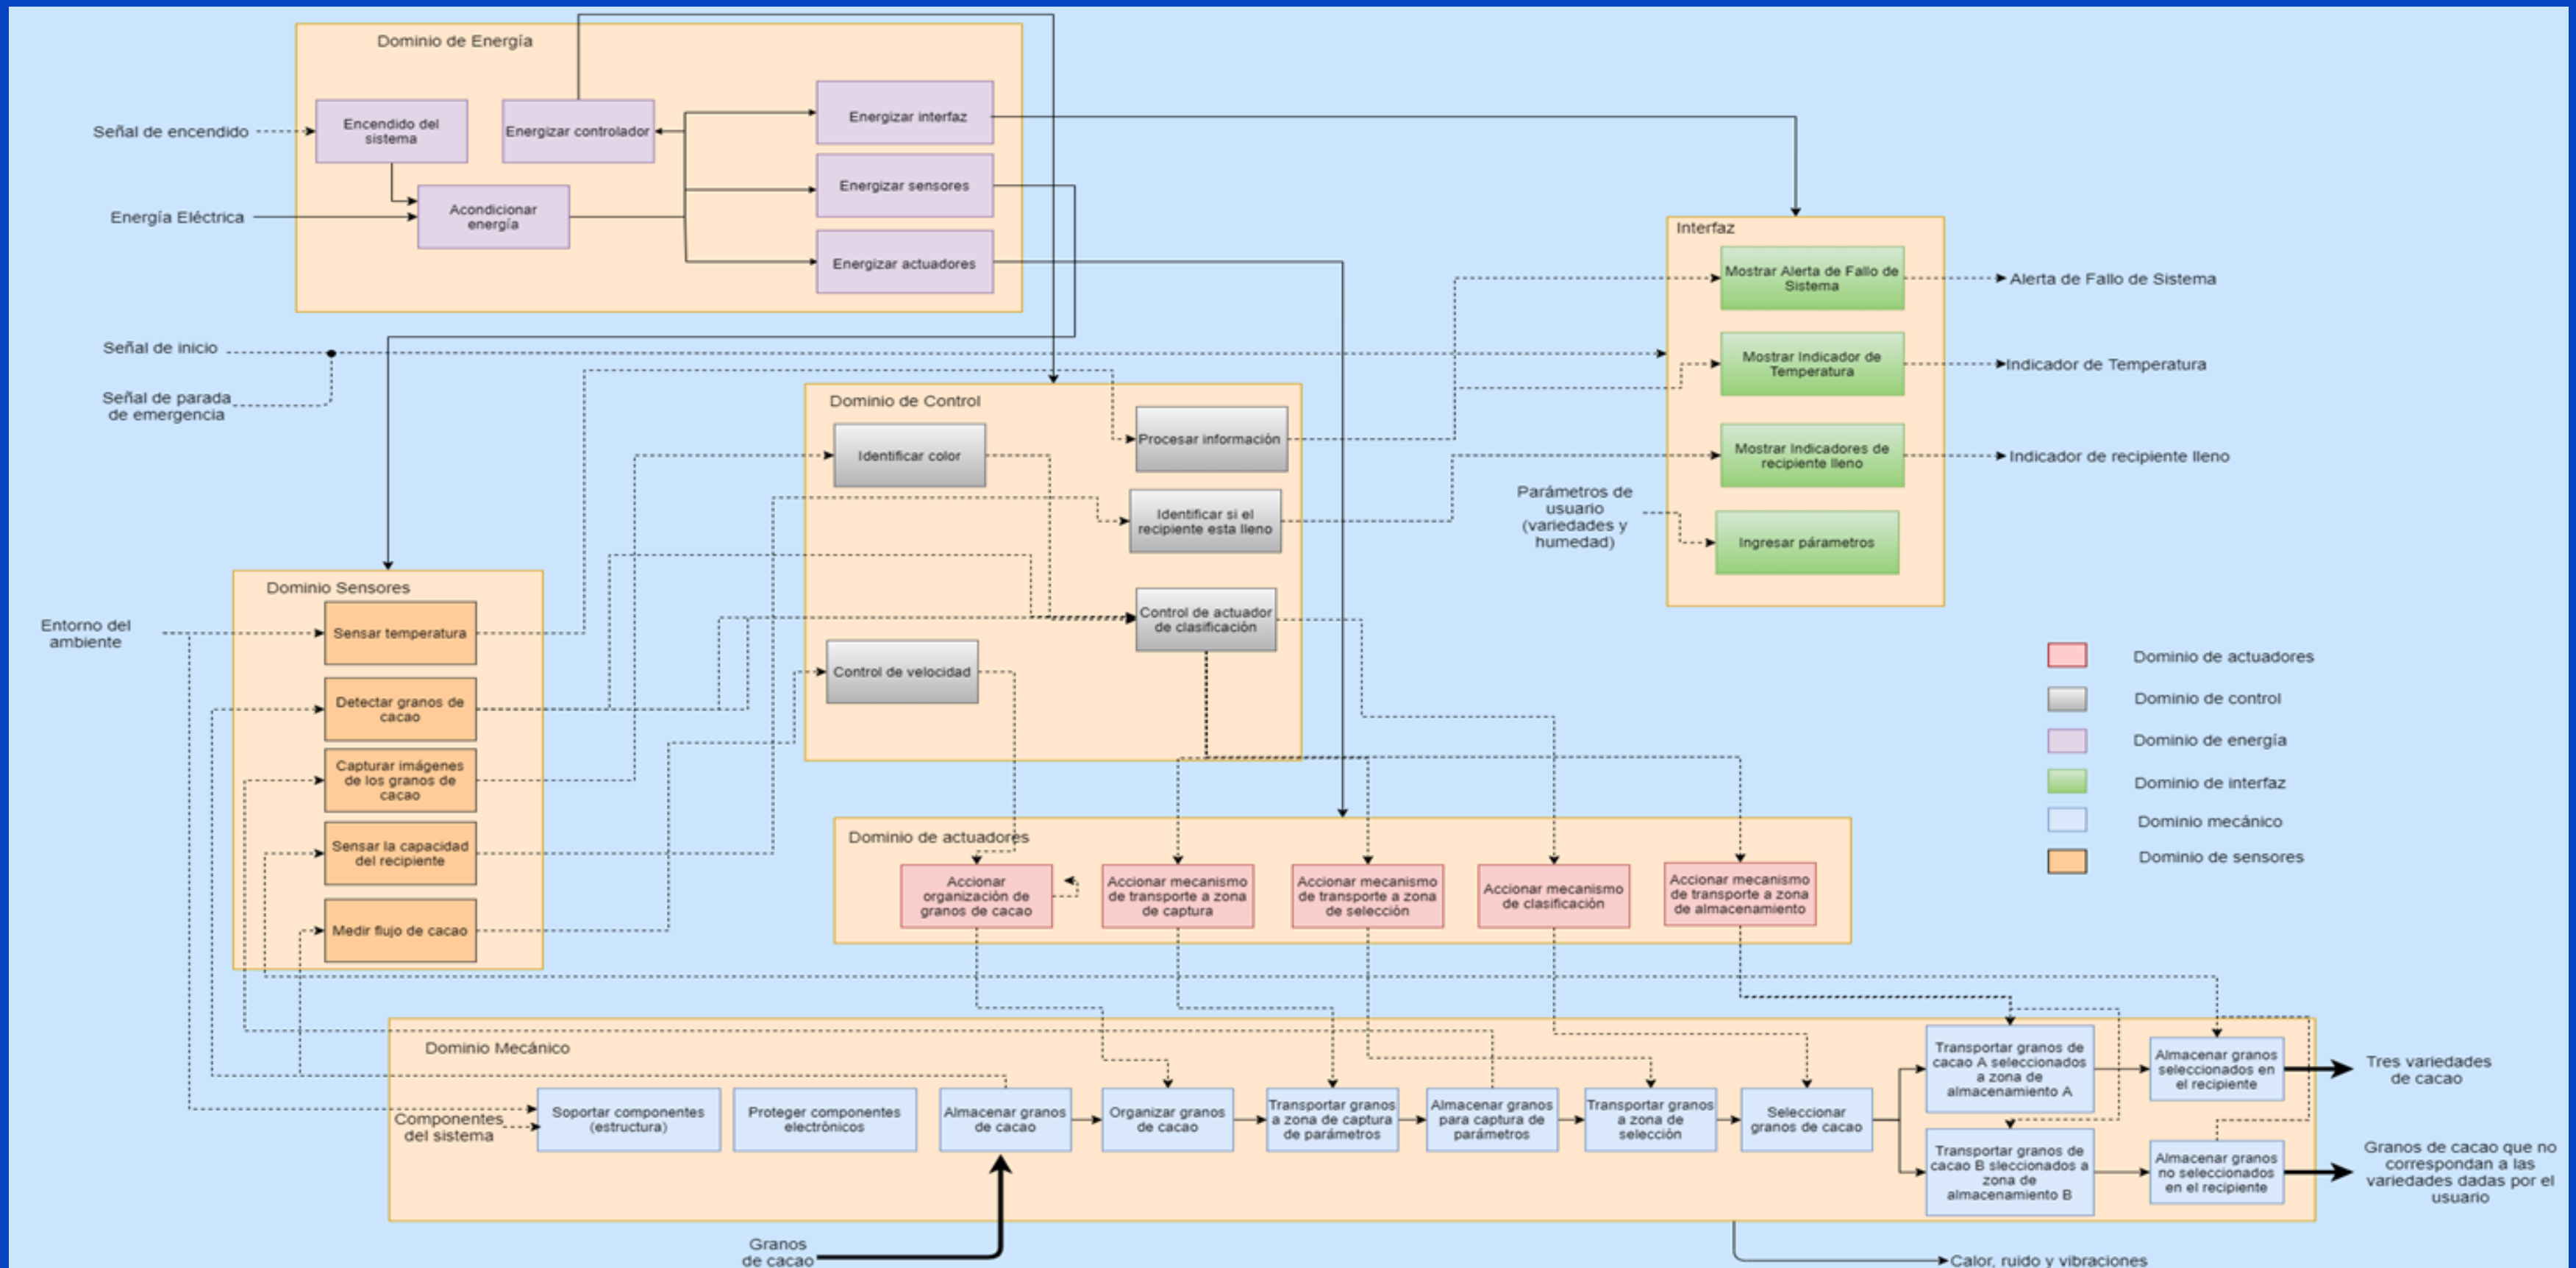 Dominio de Energía
Señal de encendido
Encendido del
sistema
Energizar controlador
Energizar interfaz
Energizar sensores
Energía Eléctrica
Acondicionar
energía
Energizar actuadores
Interfaz
Mostrar Alerta de Fallo de
Sistema
Alerta de Fallo de Sistema
Señal de inicio
Mostrar Indicador de
Temperatura
Indicador de Temperatura
Señal de parada
de emergencia
Dominio de Control
Procesar información
Identificar color
Mostrar Indicadores de
recipiente lleno
Indicador de recipiente lleno
Identificar si el
recipiente esta lleno
Parámetros de
usuario
(variedades y
humedad)
Ingresar párametros
Dominio Sensores
Entorno del
ambiente
Sensar temperatura
Control de actuador
de clasificación
Control de velocidad
Detectar granos de
cacao
Capturar imágenes
de los granos de
cacao
Sensar la capacidad
del recipiente
Medir flujo de cacao
Dominio de actuadores
Dominio de control
Dominio de energía
Dominio de interfaz
Dominio mecánico
Dominio de sensores
Dominio de actuadores
Accionar
organización de
granos de cacao
Accionar mecanismo
de transporte a zona
de captura
Accionar mecanismo
de transporte a zona
de selección
Accionar mecanismo
de clasificación
Accionar mecanismo
de transporte a zona
de almacenamiento
Dominio Mecánico
Componentes
del sistema
Soportar componentes
(estructura)
Proteger componentes
electrónicos
Almacenar granos
de cacao
Organizar granos
de cacao
Transportar granos
a zona de captura
de parámetros
Almacenar granos
para captura de
parámetros
Transportar granos
a zona de
selección
Seleccionar
granos de cacao
Transportar granos de
cacao A seleccionados
a zona de
almacenamiento A
Almacenar granos
seleccionados en
el recipiente
Tres variedades
de cacao
Transportar granos de
cacao B sleccionados a
zona de
almacenamiento B
Almacenar granos
no seleccionados
en el recipiente
Granos de cacao que no
correspondan a las
variedades dadas por el
usuario
Granos
de cacao
Calor, ruido y vibraciones